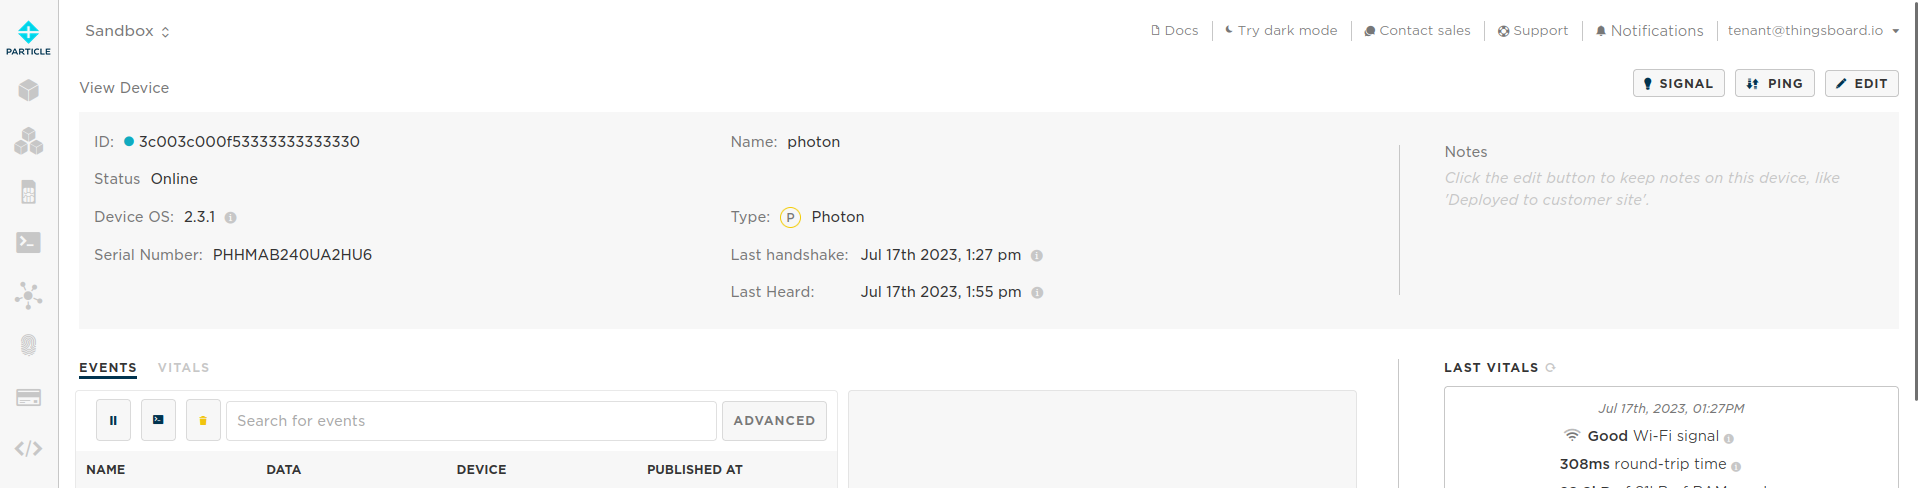 PARTICLE
Sandbox
Docs
Try dark mode
Contact sales
Support
Notifications
tenant@thingsboard.io
View Device
SIGNAL
PING
EDIT
ID: 3c003c000f53333333333330
Status Online
Device OS: 2.3.1
Serial Number: PHHMAB240UA2HU6
Name: photon
Type: P Photon
Last handshake: Jul 17th 2023, 1:27 pm
Last Heard: Jul 17th 2023, 1:55 pm
Notes
Click the edit button to keep notes on this device, like
'Deployed to customer site'.
EVENTS VITALS
Search for events
ADVANCED
NAME DATA DEVICE PUBLISHED AT
LAST VITALS
Jul 17th, 2023, 01:27PM
Good Wi-Fi signal
308ms round-trip time